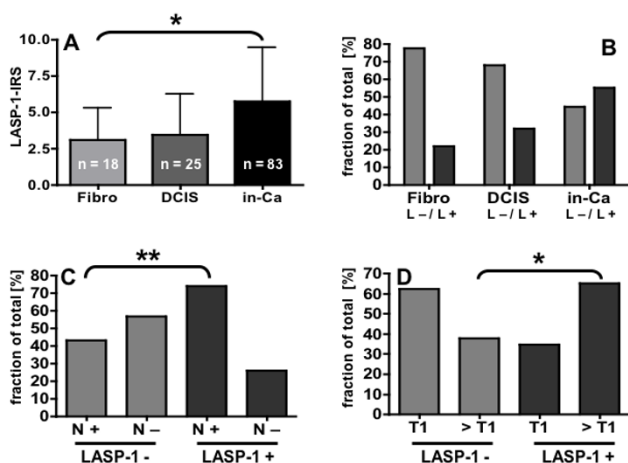 A
*
LASP-1-IRS
10.0
7.5
5.0
2.5
0.0
n = 18
n = 25
n = 83
Fibro DCIS in-Ca
B
fraction of total [%]
80
70
60
50
40
30
20
10
0
Fibro DCIS in-Ca
L – / L + L – / L + L – / L +
C
**
fraction of total [%]
80
70
60
50
40
30
20
10
0
N + N – N + N –
LASP-1 - LASP-1 +
D
*
fraction of total [%]
70
60
50
40
30
20
10
0
T1 > T1 T1 > T1
LASP-1 - LASP-1 +